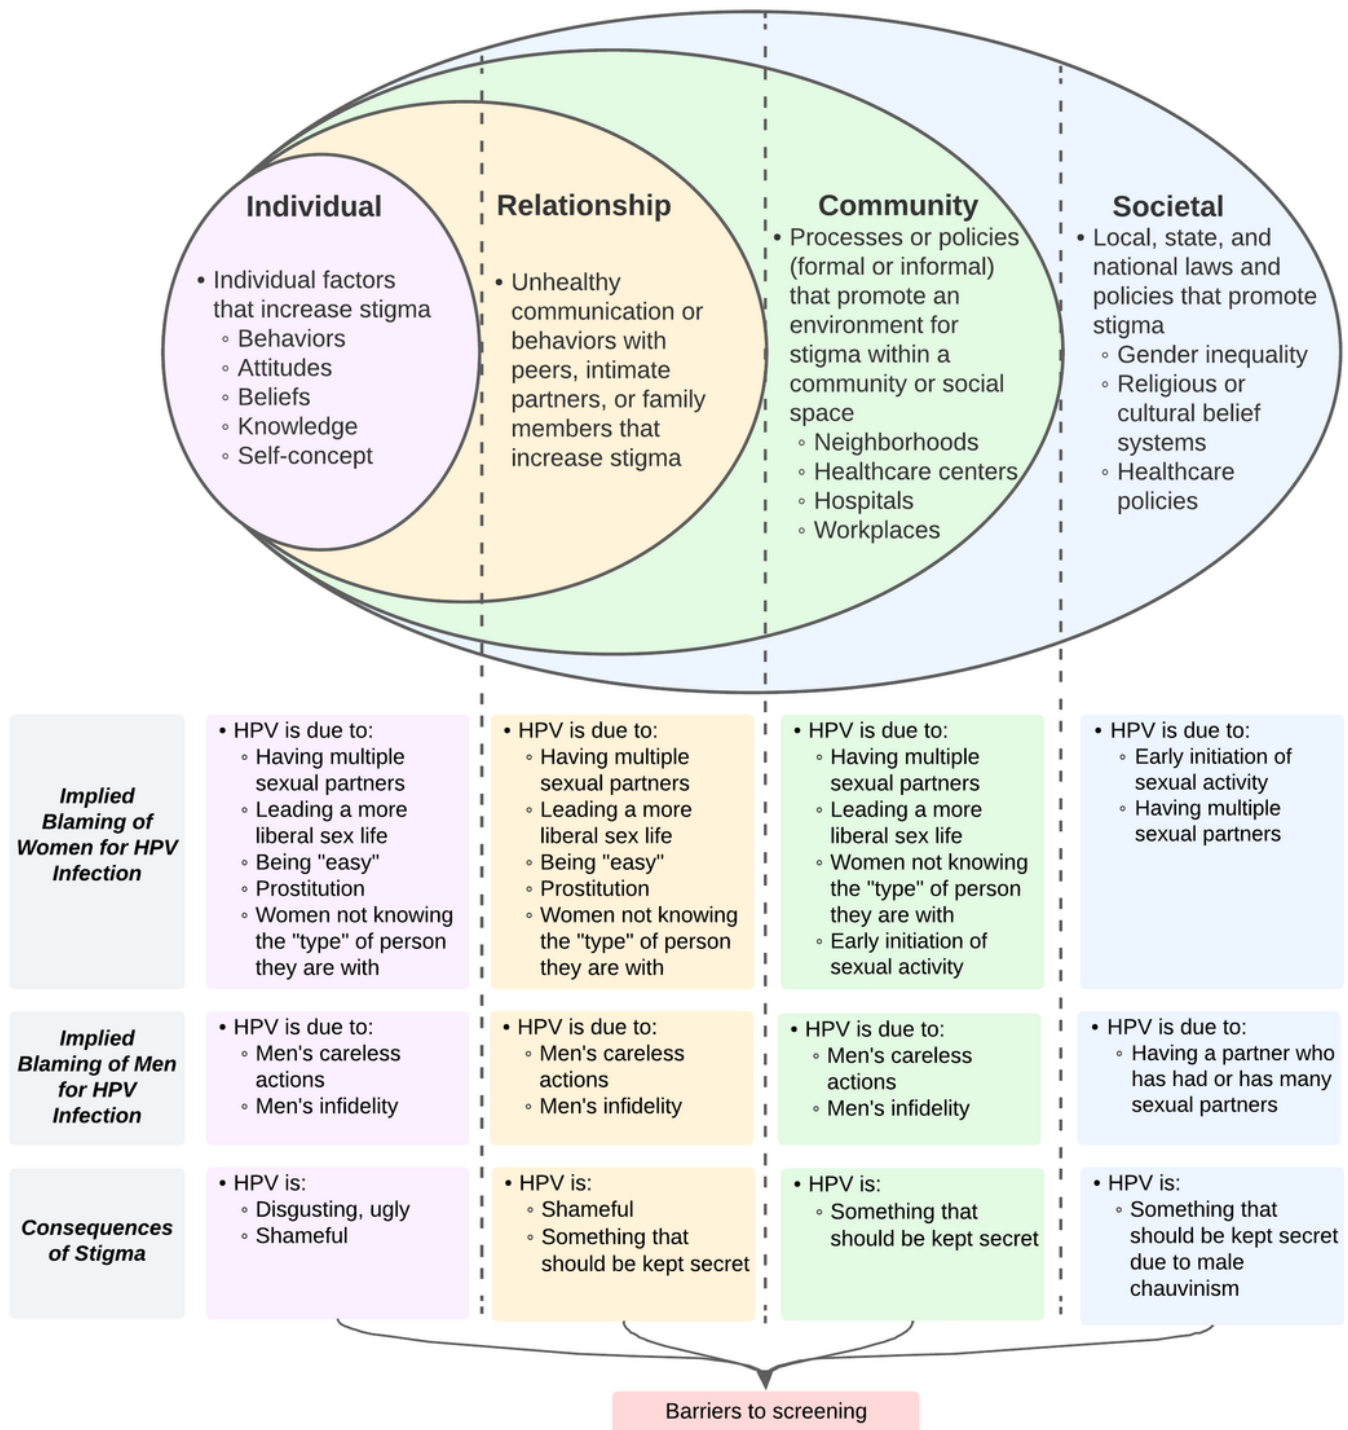 Individual
• Individual factors
that increase stigma
◦ Behaviors
◦ Attitudes
◦ Beliefs
◦ Knowledge
◦ Self-concept
Relationship
• Unhealthy
communication or
behaviors with
peers, intimate
partners, or family
members that
increase stigma
Community
• Processes or policies
(formal or informal)
that promote an
environment for
stigma within a
community or social
space
◦ Neighborhoods
◦ Healthcare centers
◦ Hospitals
◦ Workplaces
Societal
• Local, state, and
national laws and
policies that promote
stigma
◦ Gender inequality
◦ Religious or
cultural belief
systems
◦ Healthcare
policies
Implied
Blaming of
Women for HPV
Infection
• HPV is due to:
◦ Having multiple
sexual partners
◦ Leading a more
liberal sex life
◦ Being "easy"
◦ Prostitution
◦ Women not knowing
the "type" of person
they are with
• HPV is due to:
◦ Having multiple
sexual partners
◦ Leading a more
liberal sex life
◦ Being "easy"
◦ Prostitution
◦ Women not knowing
the "type" of person
they are with
• HPV is due to:
◦ Having multiple
sexual partners
◦ Leading a more
liberal sex life
◦ Women not knowing
the "type" of person
they are with
◦ Early initiation of
sexual activity
• HPV is due to:
◦ Early initiation of
sexual activity
◦ Having multiple
sexual partners
Implied
Blaming of Men
for HPV
Infection
• HPV is due to:
◦ Men's careless
actions
◦ Men's infidelity
• HPV is due to:
◦ Men's careless
actions
◦ Men's infidelity
• HPV is due to:
◦ Men's careless
actions
◦ Men's infidelity
• HPV is due to:
◦ Having a partner who
has had or has many
sexual partners
Consequences
of Stigma
• HPV is:
◦ Disgusting, ugly
◦ Shameful
• HPV is:
◦ Shameful
◦ Something that
should be kept secret
• HPV is:
◦ Something that
should be kept secret
• HPV is:
◦ Something that
should be kept secret
due to male
chauvinism
Barriers to screening